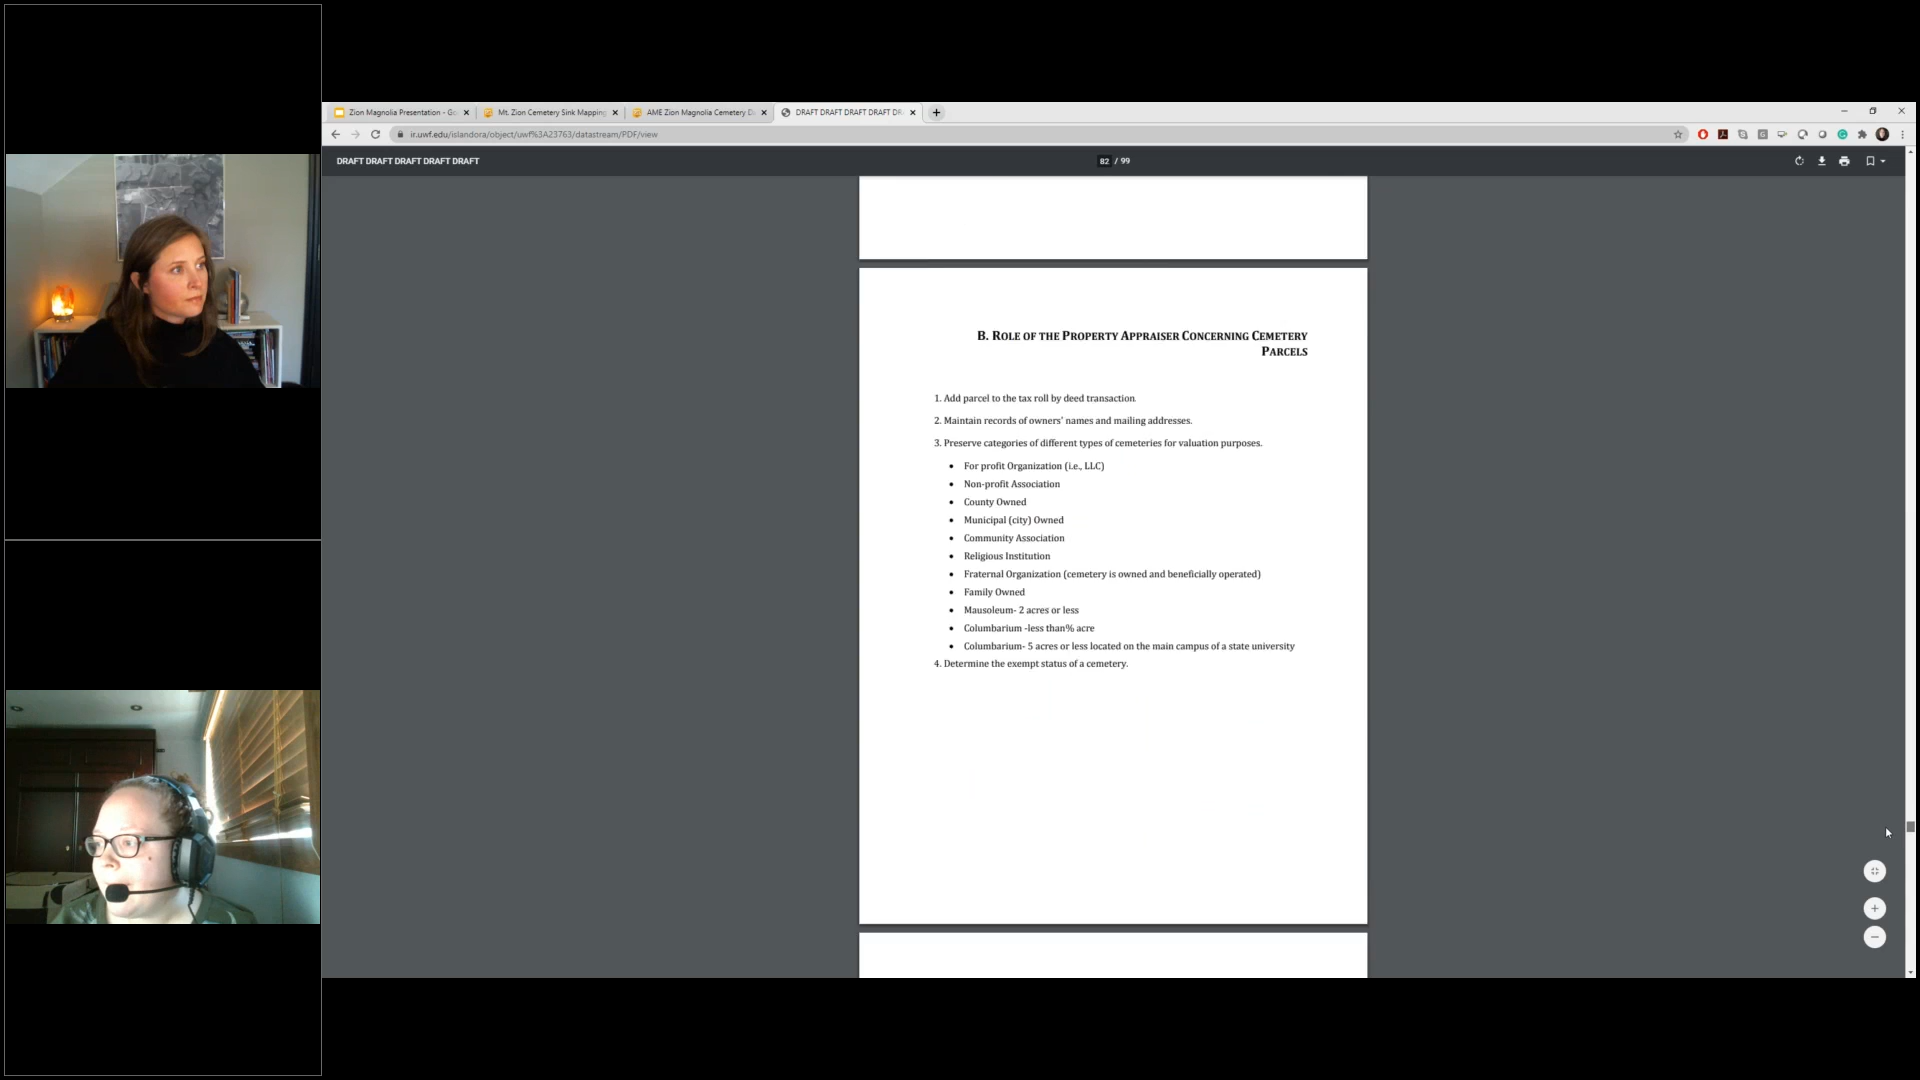 Zion Magnolia Presentation - Go
Mt. Zion Cemetery Sink Mapping
AME Zion Magnolia Cemetery D
DRAFT DRAFT DRAFT DRAFT DR
ir.uwf.edu/islandora/object/uwf%3A23763/datastream/PDF/view
DRAFT DRAFT DRAFT DRAFT DRAFT
82 / 99
B. ROLE OF THE PROPERTY APPRAISER CONCERNING CEMETERY
PARCELS
1. Add parcel to the tax roll by deed transaction.
2. Maintain records of owners' names and mailing addresses.
3. Preserve categories of different types of cemeteries for valuation purposes.
• For profit Organization (i.e., LLC)
• Non-profit Association
• County Owned
• Municipal (city) Owned
• Community Association
• Religious Institution
• Fraternal Organization (cemetery is owned and beneficially operated)
• Family Owned
• Mausoleum- 2 acres or less
• Columbarium -less than% acre
• Columbarium- 5 acres or less located on the main campus of a state university
4. Determine the exempt status of a cemetery.